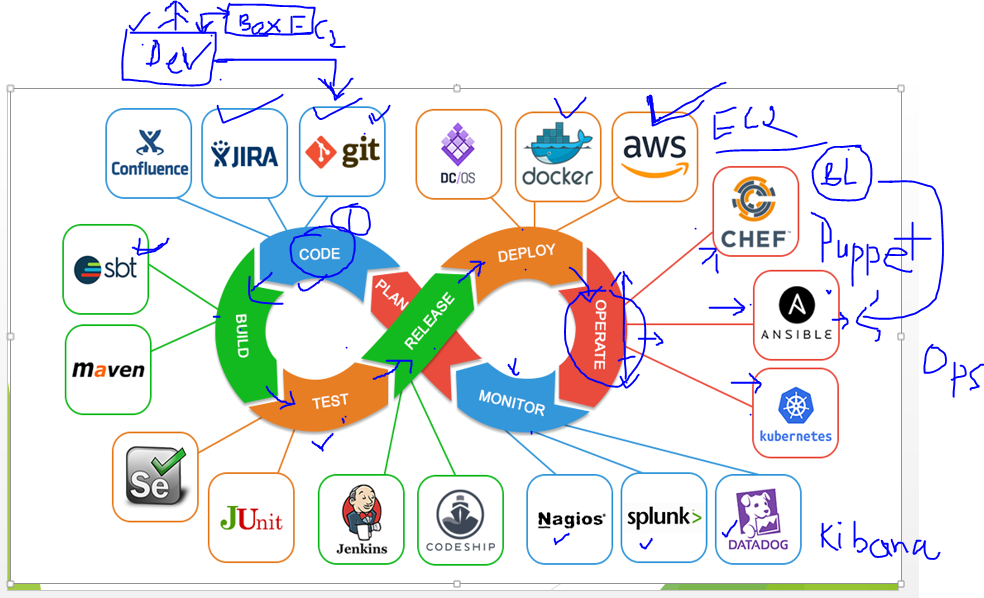 Box EC2
Dev
Confluence
JIRA
git
DC/OS
docker
aws
EC2
BL
CHEF
Puppet
sbt
maven
CODE
PLAN
BUILD
TEST
RELEASE
DEPLOY
OPERATE
MONITOR
ANSIBLE
Ops
kubernetes
Se
JUnit
Jenkins
CODESHIP
Nagios®
splunk>
DATADOG
Kibana
1